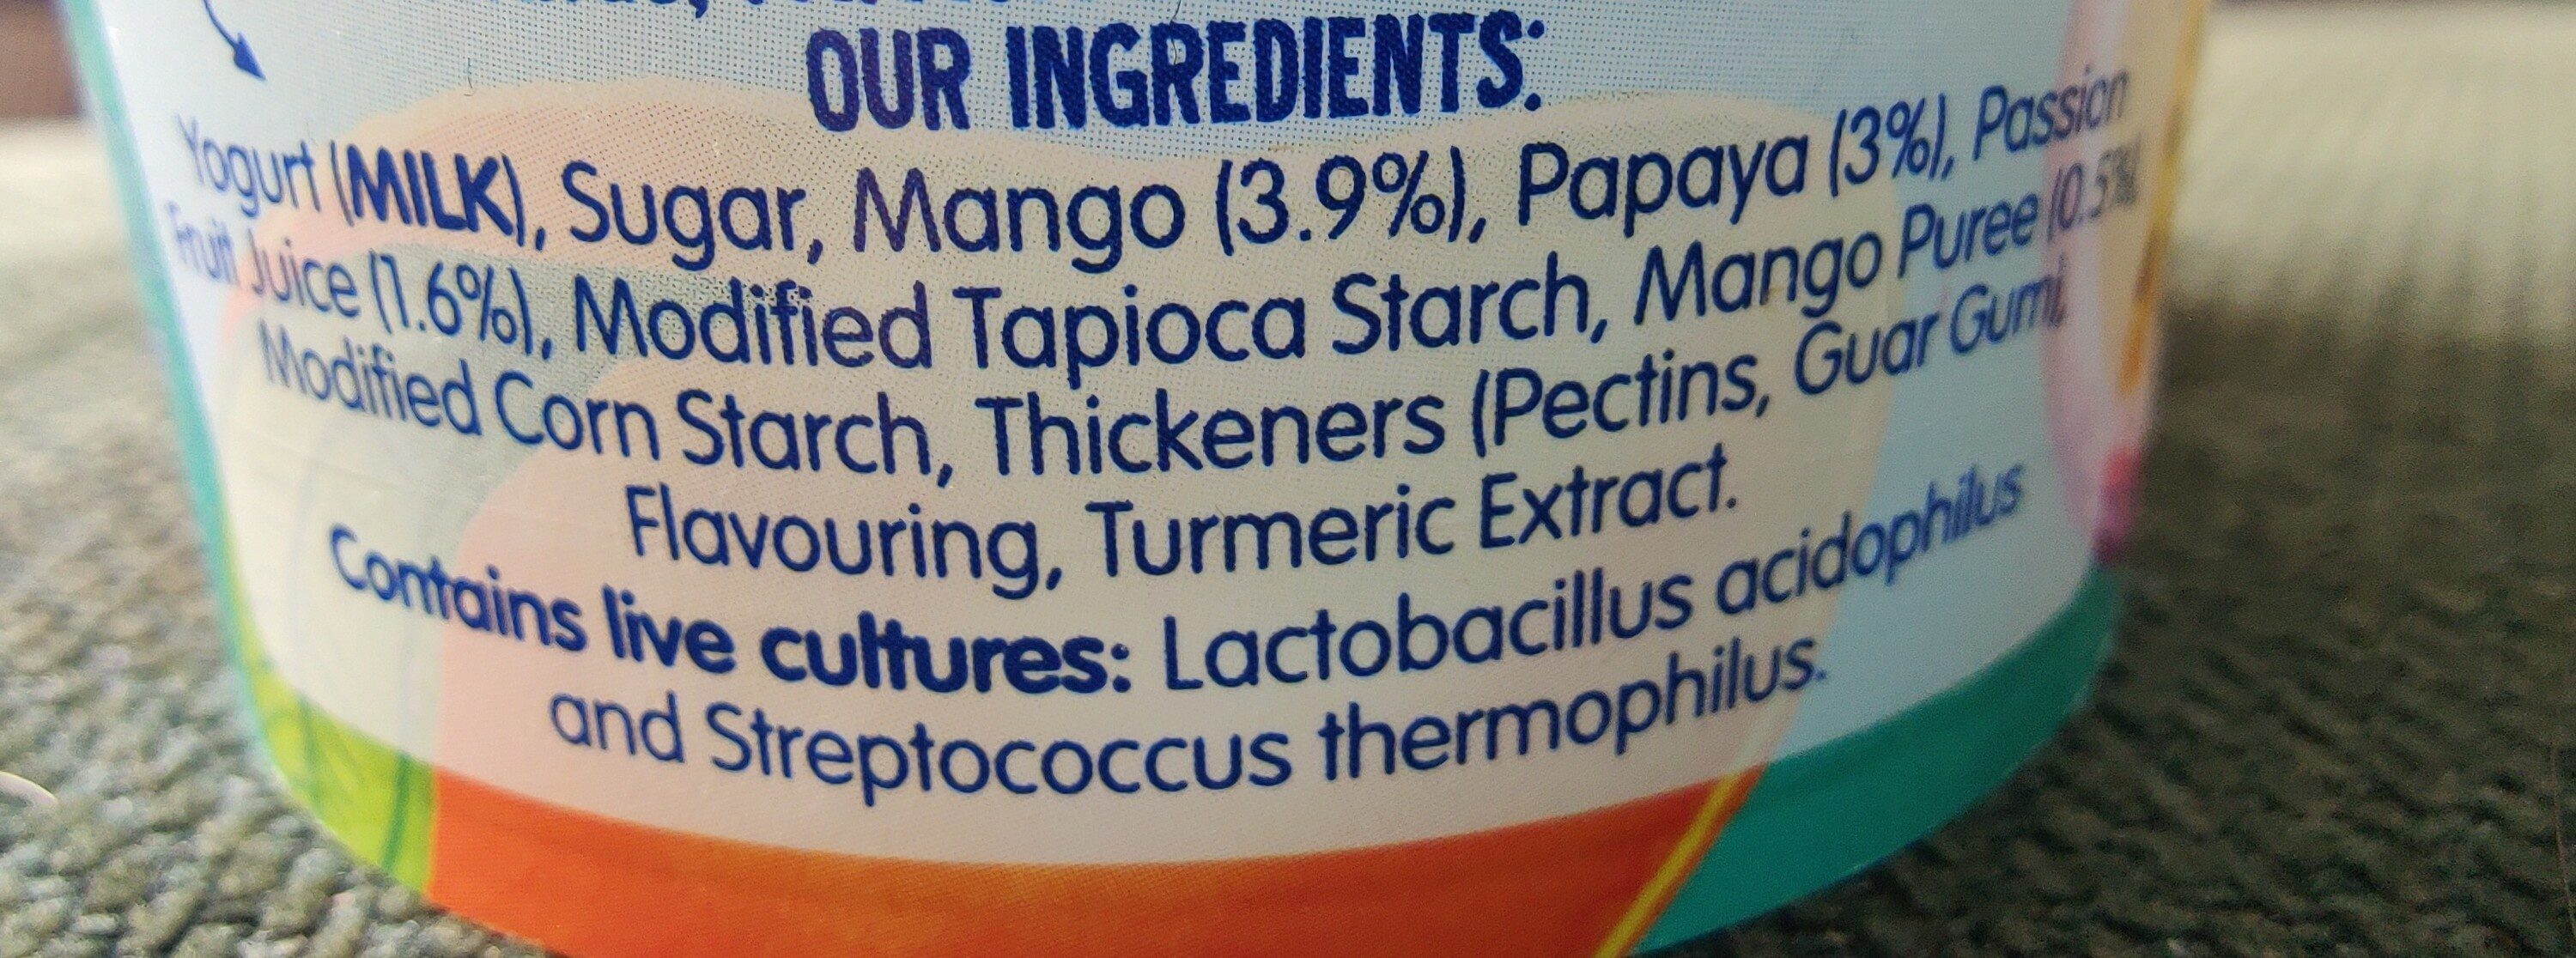 OUR INGREDIENTS:
Yogurt (MILK), Sugar, Mango (3.9%), Papaya (3%), Passion
Fruit Juice (1.6%), Modified Tapioca Starch, Mango Puree (0.5%)
Modified Corn Starch, Thickeners (Pectins, Guar Gum),
Flavouring, Turmeric Extract.
Contains live cultures: Lactobacillus acidophilus
and Streptococcus thermophilus.